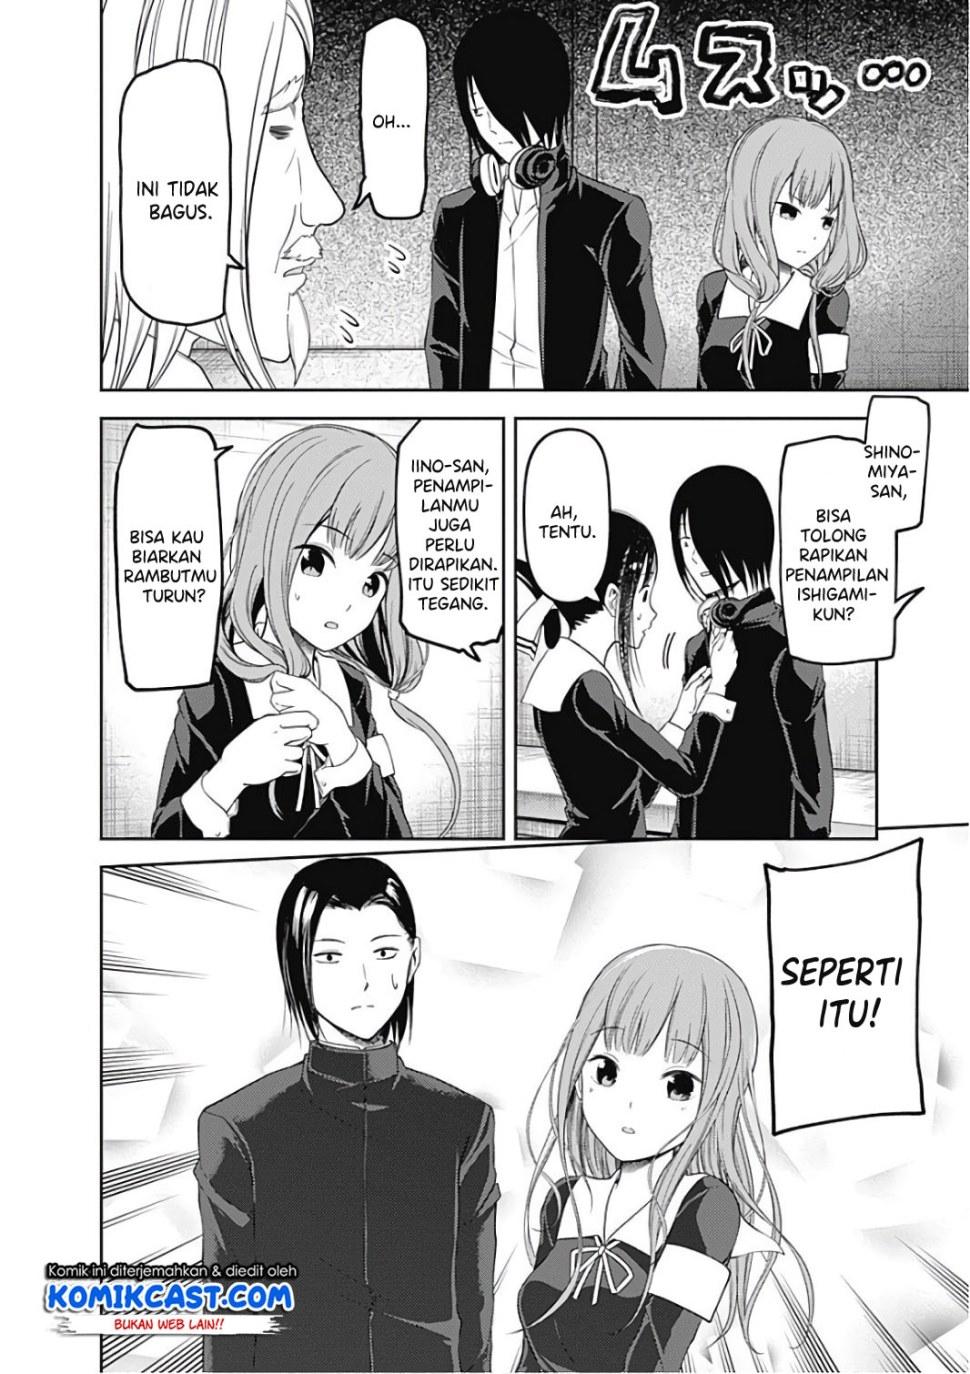 ムスッ...
OH...
INI TIDAK
BAGUS.
SHINO-
MIYA-
SAN,
BISA
TOLONG
RAPIKAN
PENAMPILAN
ISHIGAMI-
KUN?
AH,
TENTU.
IINO-SAN,
PENAMPI-
LANMU
JUGA
PERLU
DIRAPIKAN.
ITU SEDIKIT
TEGANG.
BISA KAU
BIARKAN
RAMBUTMU
TURUN?
SEPERTI
ITU!
Komik ini diterjemahkan & diedit oleh
KOMIKCAST.COM
BUKAN WEB LAIN!!